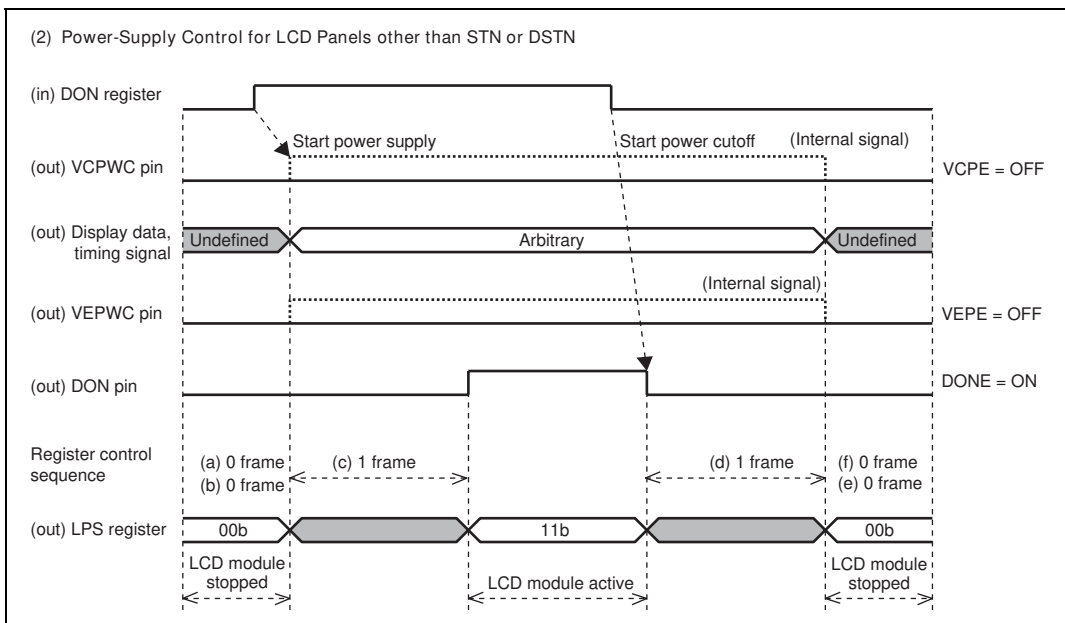 (2) Power-Supply Control for LCD Panels other than STN or DSTN
(in) DON register
Start power supply
Start power cutoff
(Internal signal)
(out) VCPWC pin
VCPE = OFF
(out) Display data,
timing signal
Undefined
Arbitrary
Undefined
(Internal signal)
(out) VEPWC pin
VEPE = OFF
(out) DON pin
DONE = ON
Register control
sequence
(a) 0 frame
(b) 0 frame
(c) 1 frame
(d) 1 frame
(f) 0 frame
(e) 0 frame
(out) LPS register
00b
11b
00b
LCD module
stopped
LCD module active
LCD module
stopped